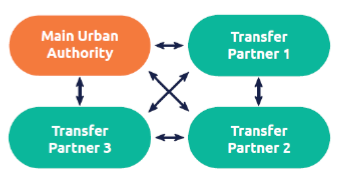 Main Urban
Authority
Transfer
Partner 1
Transfer
Partner 3
Transfer
Partner 2